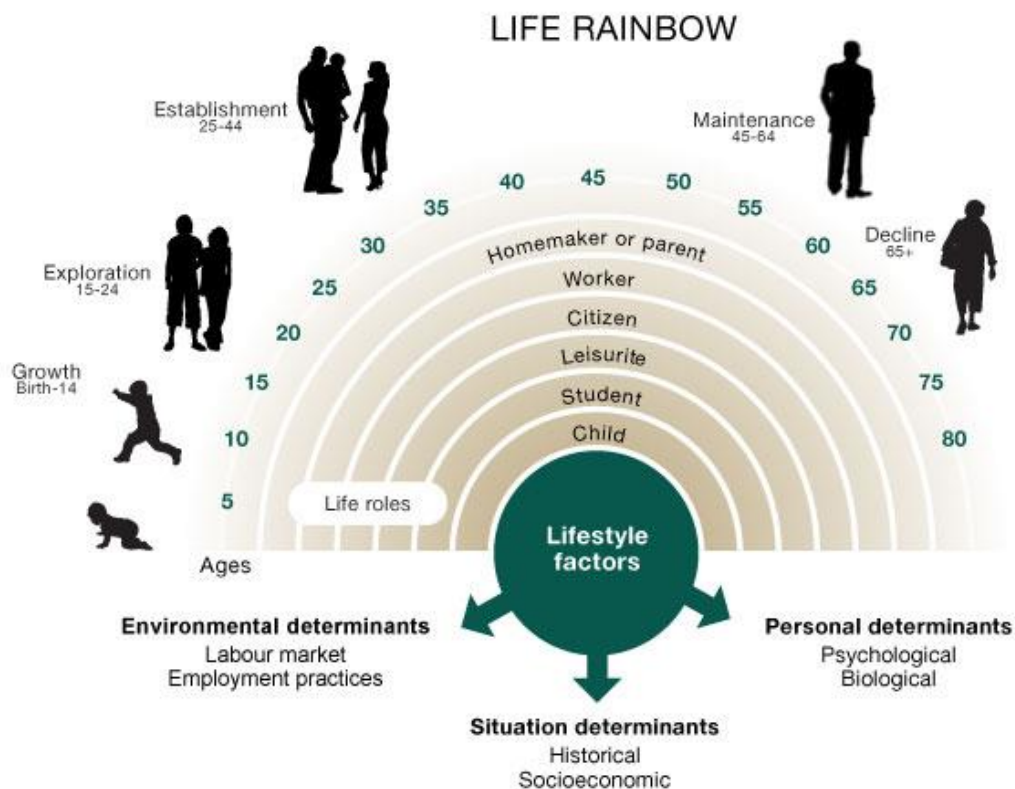 LIFE RAINBOW
Establishment
25-44
Maintenance
45-64
Exploration
15-24
Decline
65+
Growth
Birth-14
5
10
15
20
25
30
35
40
45
50
55
60
65
70
75
80
Homemaker or parent
Worker
Citizen
Leisurite
Student
Child
Life roles
Ages
Lifestyle
factors
Environmental determinants
Labour market
Employment practices
Situation determinants
Historical
Socioeconomic
Personal determinants
Psychological
Biological